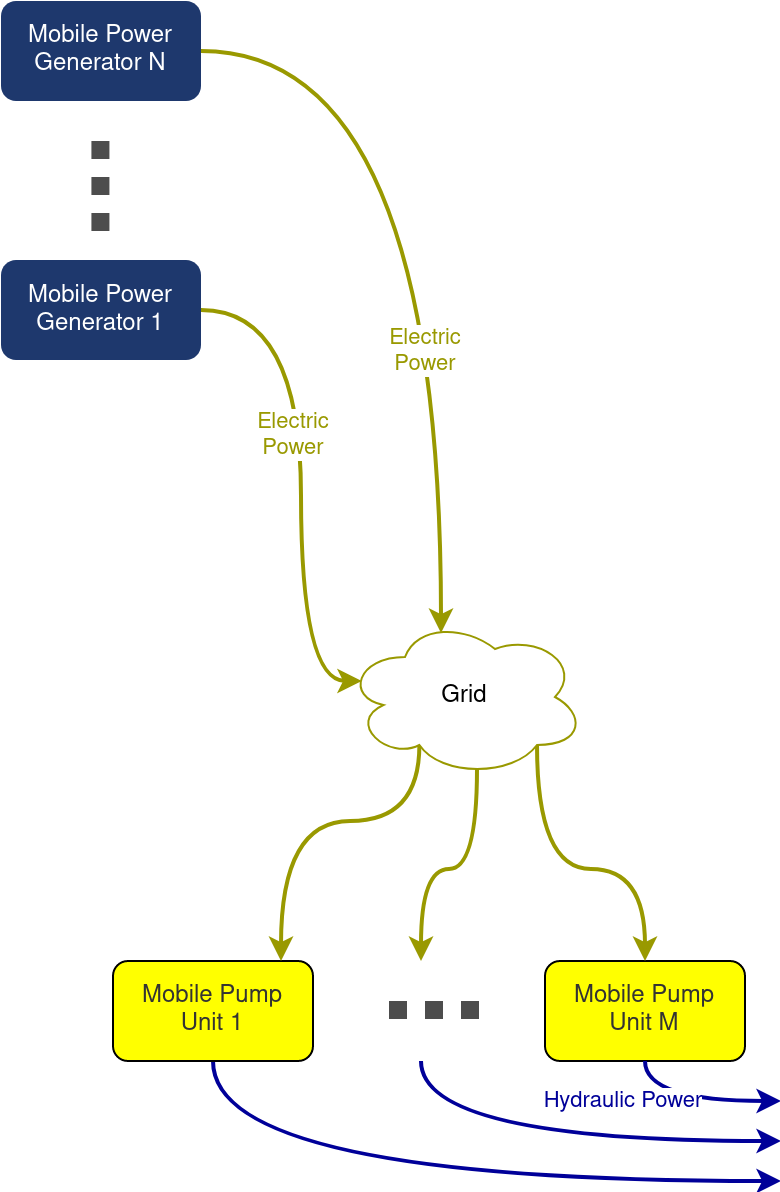 Mobile Power
Generator N
Mobile Power
Generator 1
Electric
Power
Electric
Power
Grid
Mobile Pump
Unit 1
Mobile Pump
Unit M
Hydraulic Power